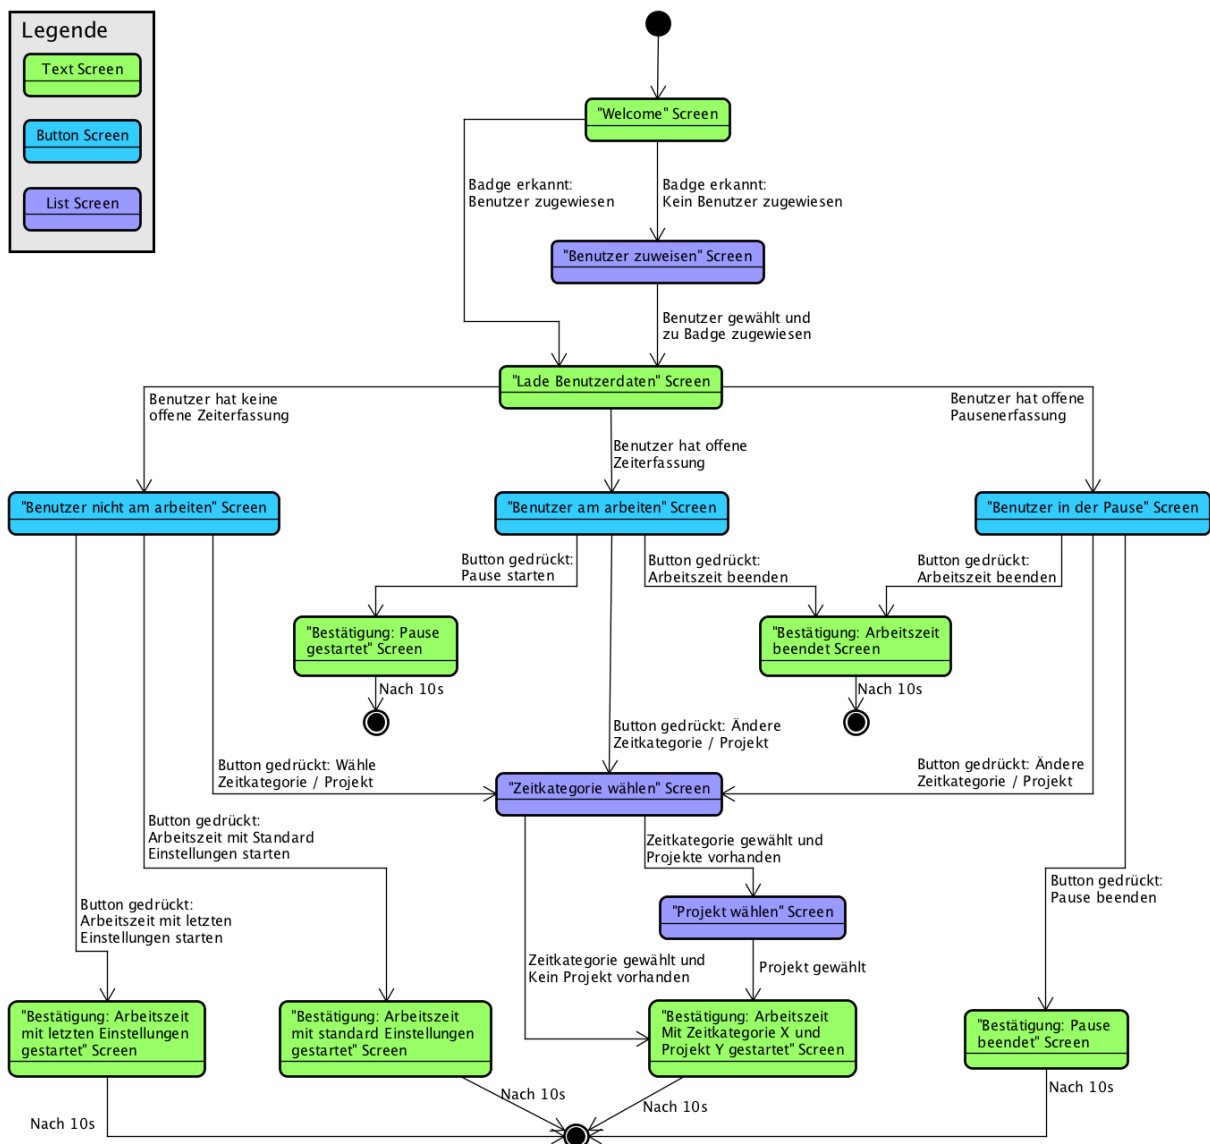 Legende
Text Screen
Button Screen
List Screen
"Welcome" Screen
Badge erkannt:
Benutzer zugewiesen
Badge erkannt:
Kein Benutzer zugewiesen
"Benutzer zuweisen" Screen
Benutzer gewählt und
zu Badge zugewiesen
"Lade Benutzerdaten" Screen
Benutzer hat keine
offene Zeiterfassung
Benutzer hat offene
Zeiterfassung
Benutzer hat offene
Pausenerfassung
"Benutzer nicht am arbeiten" Screen
"Benutzer am arbeiten" Screen
"Benutzer in der Pause" Screen
Button gedrückt:
Pause starten
Button gedrückt:
Arbeitszeit beenden
Button gedrückt:
Arbeitszeit beenden
"Bestätigung: Pause
gestartet" Screen
"Bestätigung: Arbeitszeit
beendet Screen
Nach 10s
Nach 10s
Button gedrückt: Wähle
Zeitkategorie / Projekt
Button gedrückt: Ändere
Zeitkategorie / Projekt
Button gedrückt: Ändere
Zeitkategorie / Projekt
"Zeitkategorie wählen" Screen
Button gedrückt:
Arbeitszeit mit Standard
Einstellungen starten
Zeitkategorie gewählt und
Projekte vorhanden
Button gedrückt:
Pause beenden
Button gedrückt:
Arbeitszeit mit letzten
Einstellungen starten
"Projekt wählen" Screen
Zeitkategorie gewählt und
Kein Projekt vorhanden
Projekt gewählt
"Bestätigung: Arbeitszeit
mit letzten Einstellungen
gestartet" Screen
"Bestätigung: Arbeitszeit
mit standard Einstellungen
gestartet" Screen
"Bestätigung: Arbeitszeit
Mit Zeitkategorie X und
Projekt Y gestartet" Screen
"Bestätigung: Pause
beendet" Screen
Nach 10s
Nach 10s
Nach 10s
Nach 10s